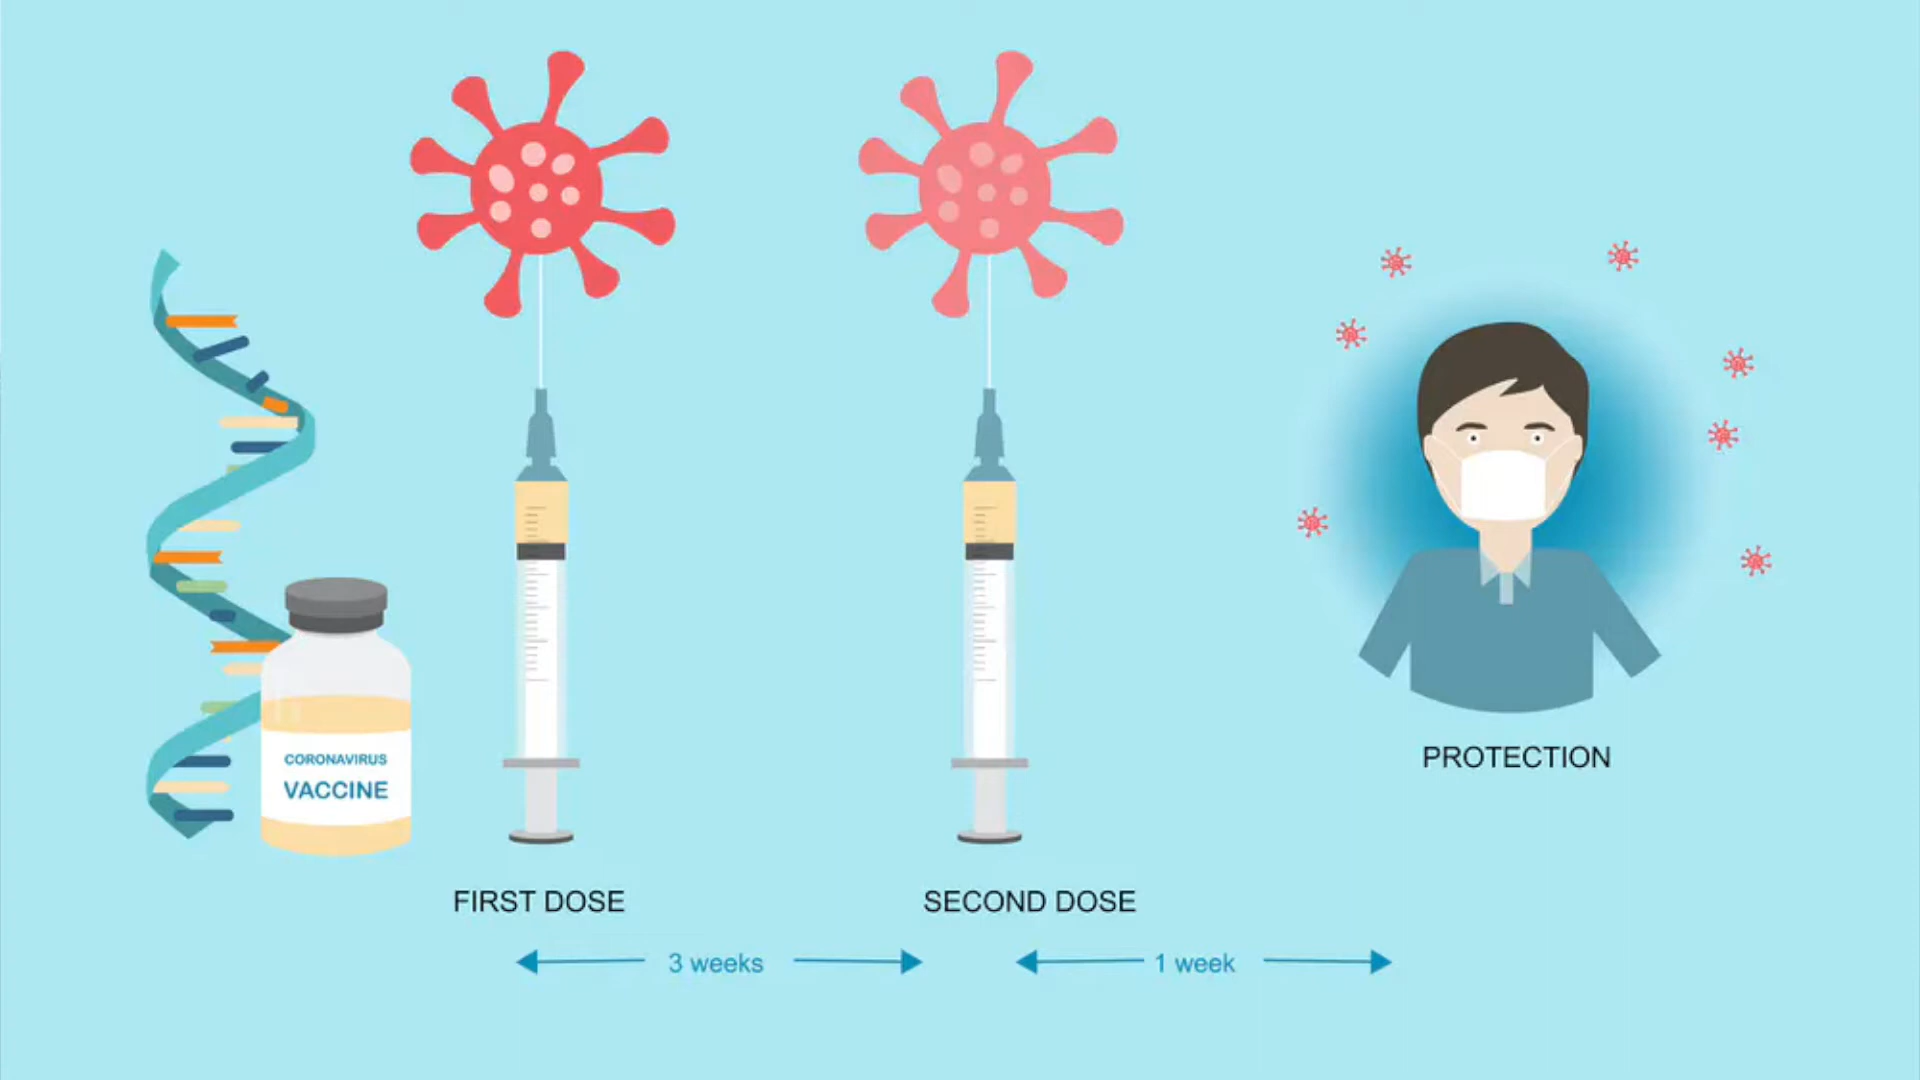 CORONAVIRUS
VACCINE
FIRST DOSE
SECOND DOSE
PROTECTION
3 weeks
1 week